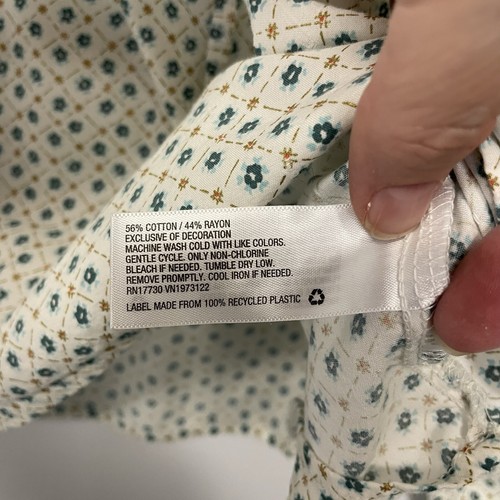 56% COTTON / 44% RAYON
EXCLUSIVE OF DECORATION
MACHINE WASH COLD WITH LIKE COLORS.
GENTLE CYCLE. ONLY NON-CHLORINE
BLEACH IF NEEDED. TUMBLE DRY LOW.
REMOVE PROMPTLY. COOL IRON IF NEEDED.
RN17730 VN1973122
LABEL MADE FROM 100% RECYCLED PLASTIC